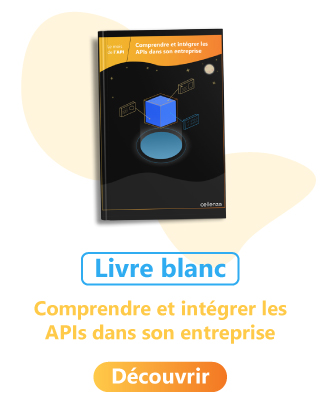 Comprendre et intégrer les
APIs dans son entreprise
cellenza
Livre blanc
Comprendre et intégrer les
APIs dans son entreprise
Découvrir